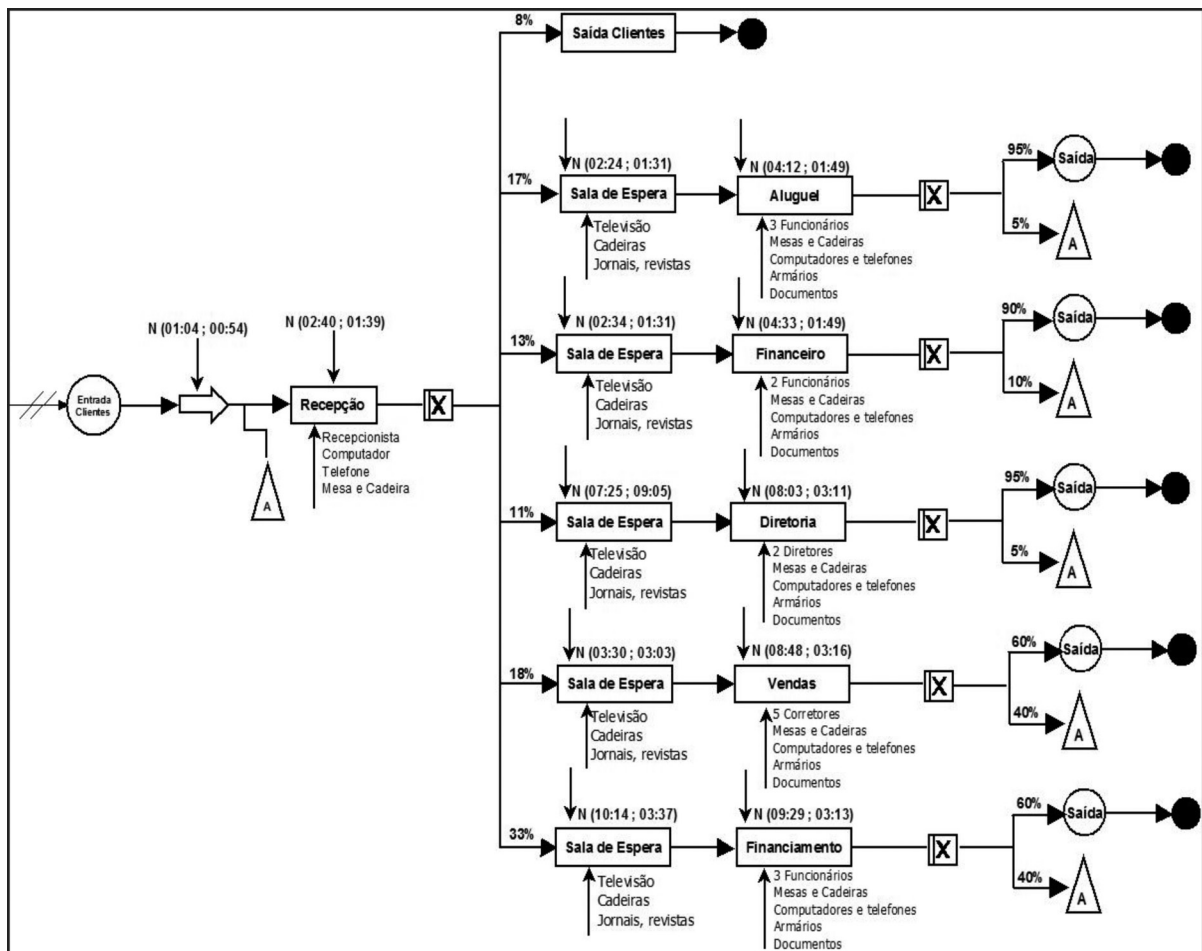 8%
Saída Clientes
N (02:24 ; 01:31)
N (04:12 ; 01:49)
17%
Sala de Espera
Aluguel
X
95%
Saída
5%
A
Televisão
Cadeiras
Jornais, revistas
3 Funcionários
Mesas e Cadeiras
Computadores e telefones
Armários
Documentos
N (02:34 ; 01:31)
N (04:33 ; 01:49)
13%
Sala de Espera
Financeiro
X
90%
Saída
10%
A
Televisão
Cadeiras
Jornais, revistas
2 Funcionários
Mesas e Cadeiras
Computadores e telefones
Armários
Documentos
N (01:04 ; 00:54)
N (02:40 ; 01:39)
Entrada
Clientes
Recepção
X
A
Recepcionista
Computador
Telefone
Mesa e Cadeira
N (07:25 ; 09:05)
N (08:03 ; 03:11)
11%
Sala de Espera
Diretoria
X
95%
Saída
5%
A
Televisão
Cadeiras
Jornais, revistas
2 Diretores
Mesas e Cadeiras
Computadores e telefones
Armários
Documentos
N (03:30 ; 03:03)
N (08:48 ; 03:16)
18%
Sala de Espera
Vendas
X
60%
Saída
40%
A
Televisão
Cadeiras
Jornais, revistas
5 Corretores
Mesas e Cadeiras
Computadores e telefones
Armários
Documentos
N (10:14 ; 03:37)
N (09:29 ; 03:13)
33%
Sala de Espera
Financiamento
X
60%
Saída
40%
A
Televisão
Cadeiras
Jornais, revistas
3 Funcionários
Mesas e Cadeiras
Computadores e telefones
Armários
Documentos